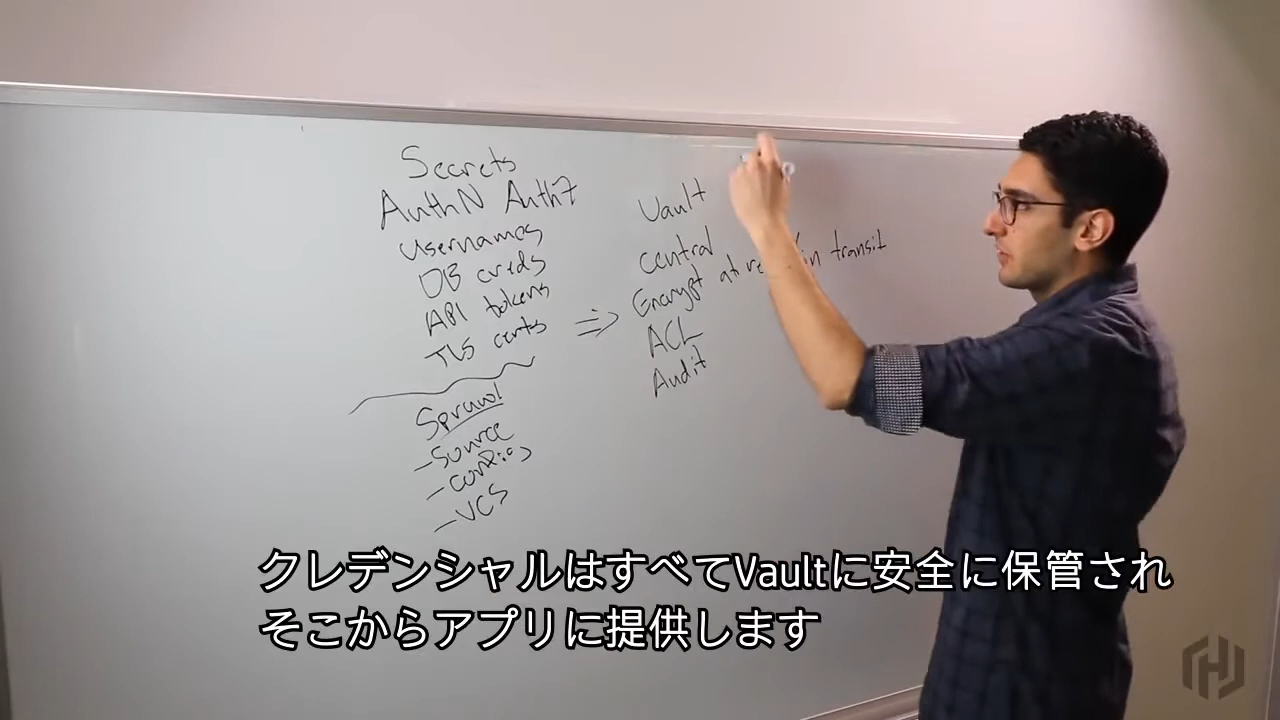 Secrets
AuthN AuthZ
Usernames
DB creds
API tokens
TLS certs
Sprawl
-Source
-config
-VCS
Vault
central
Encrypt at in transit
ACL
Audit
クレデンシャルはすべてVaultに安全に保管され
そこからアプリに提供します